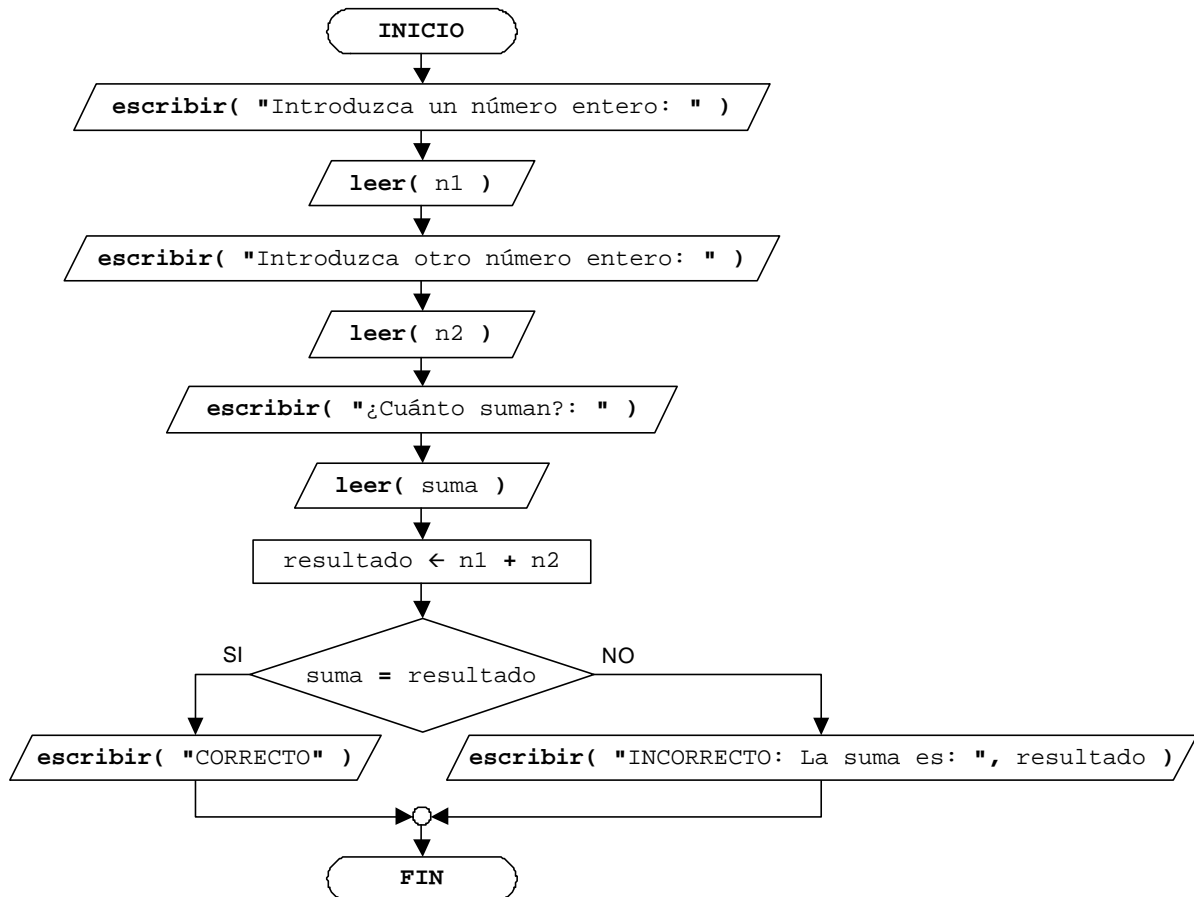 INICIO
escribir( "Introduzca un número entero: " )
leer( n1 )
escribir( "Introduzca otro número entero: " )
leer( n2 )
escribir( "¿Cuánto suman?: " )
leer( suma )
resultado ← n1 + n2
suma = resultado
SI
NO
escribir( "CORRECTO" )
escribir( "INCORRECTO: La suma es: ", resultado )
FIN